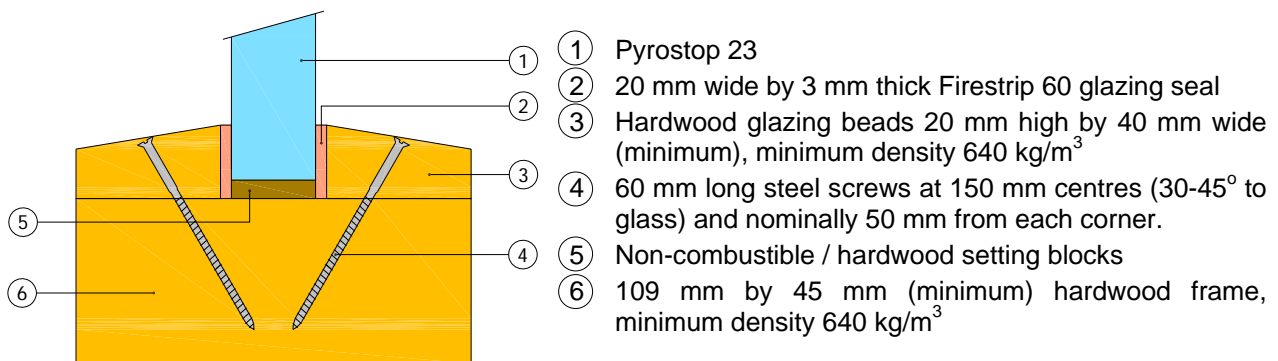 1
2
3
4
5
6
1 Pyrostop 23
2 20 mm wide by 3 mm thick Firestrip 60 glazing seal
3 Hardwood glazing beads 20 mm high by 40 mm wide
(minimum), minimum density 640 kg/m³
4 60 mm long steel screws at 150 mm centres (30-45° to
glass) and nominally 50 mm from each corner.
5 Non-combustible / hardwood setting blocks
6 109 mm by 45 mm (minimum) hardwood frame,
minimum density 640 kg/m³